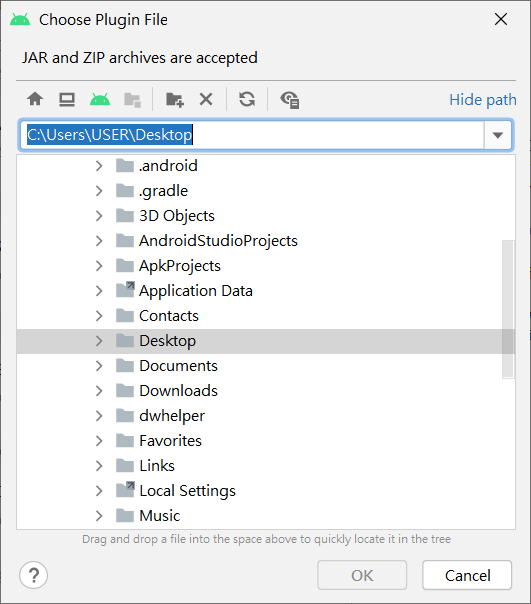 Choose Plugin File
JAR and ZIP archives are accepted
Hide path
C:\Users\USER\Desktop
.android
.gradle
3D Objects
AndroidStudioProjects
ApkProjects
Application Data
Contacts
Desktop
Documents
Downloads
dwhelper
Favorites
Links
Local Settings
Music
Drag and drop a file into the space above to quickly locate it in the tree
?
OK
Cancel